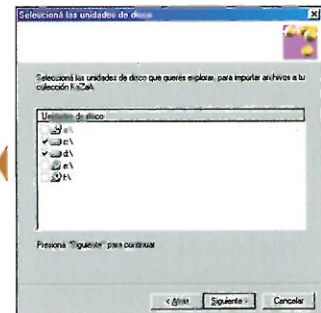 Seleccioná las unidades de disco
Seleccioná las unidades de disco que querés explorar, para importar archivos a tu
colección KaZaA.
Unidades de disco
a:\
c:\
d:\
e:\
f:\
Presioná "Siguiente" para continuar
< Atrás
Siguiente >
Cancelar